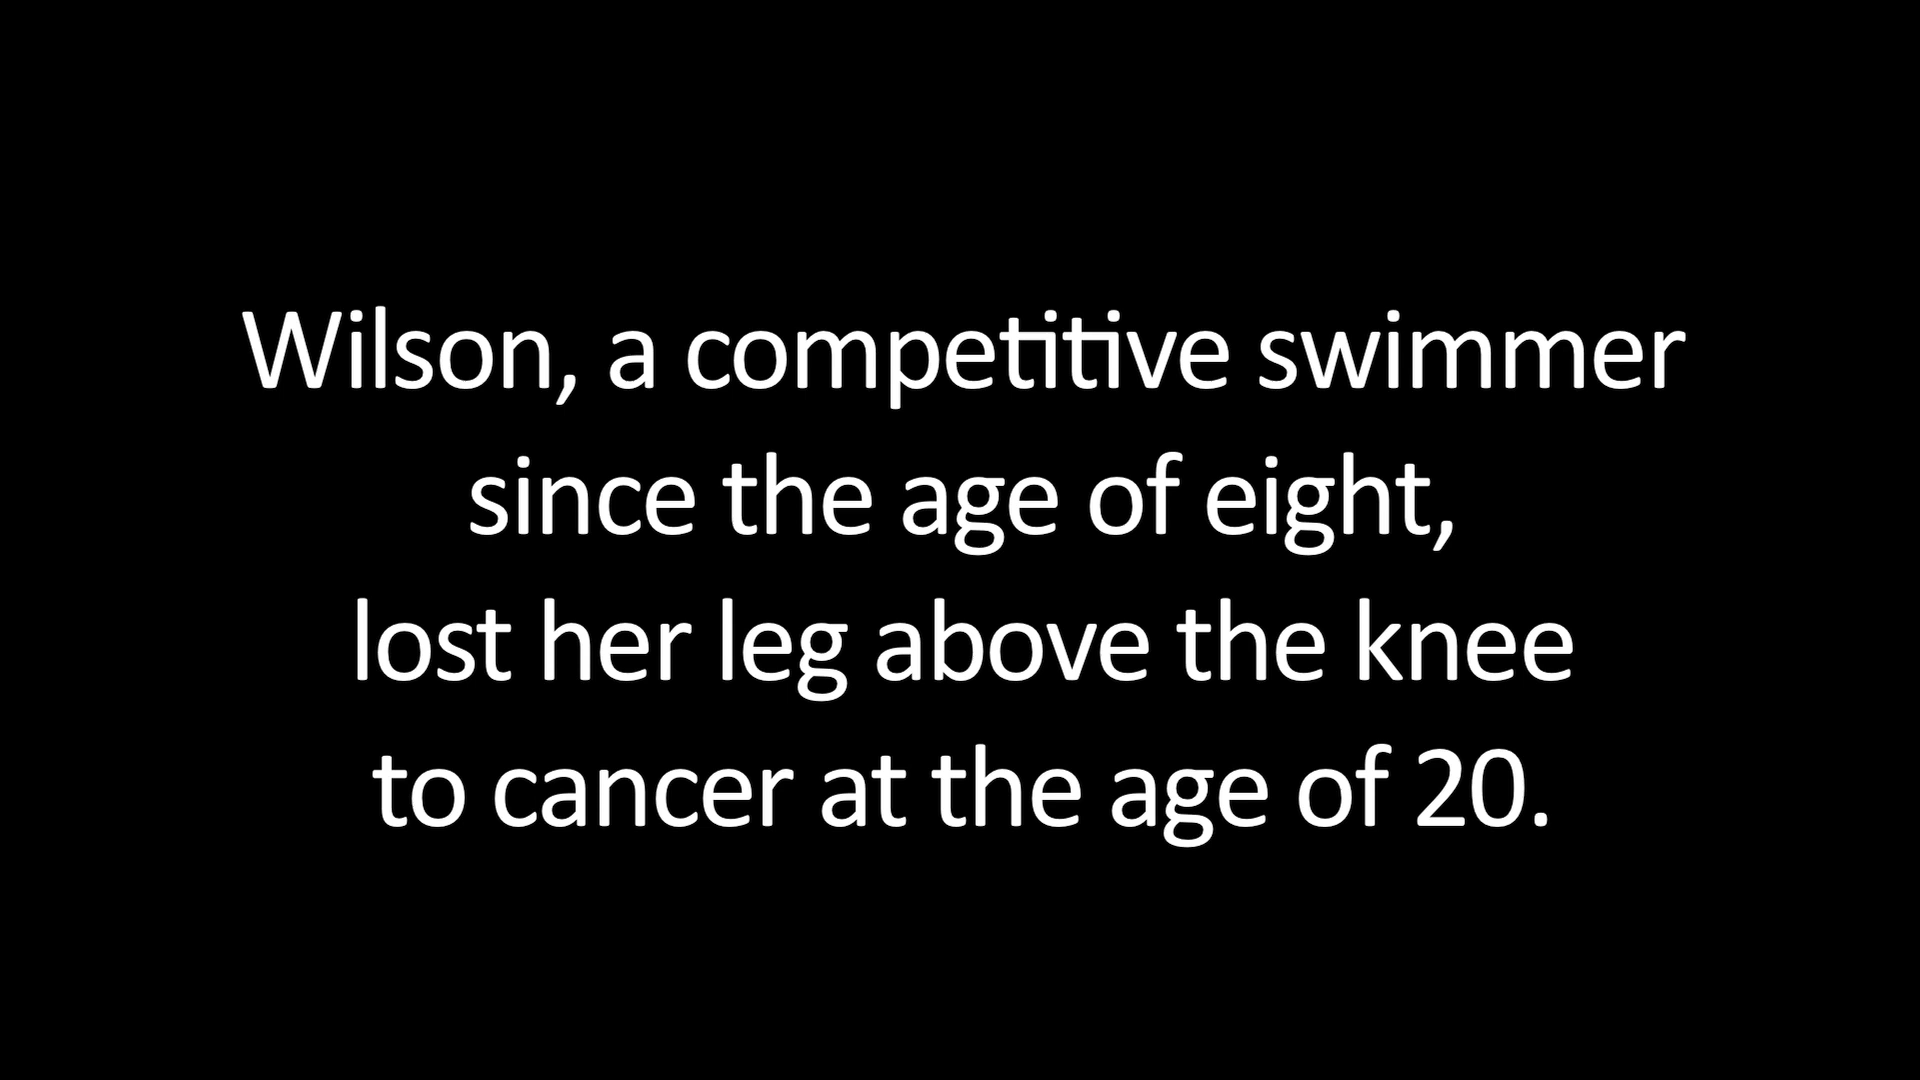 Wilson, a competitive swimmer
since the age of eight,
lost her leg above the knee
to cancer at the age of 20.